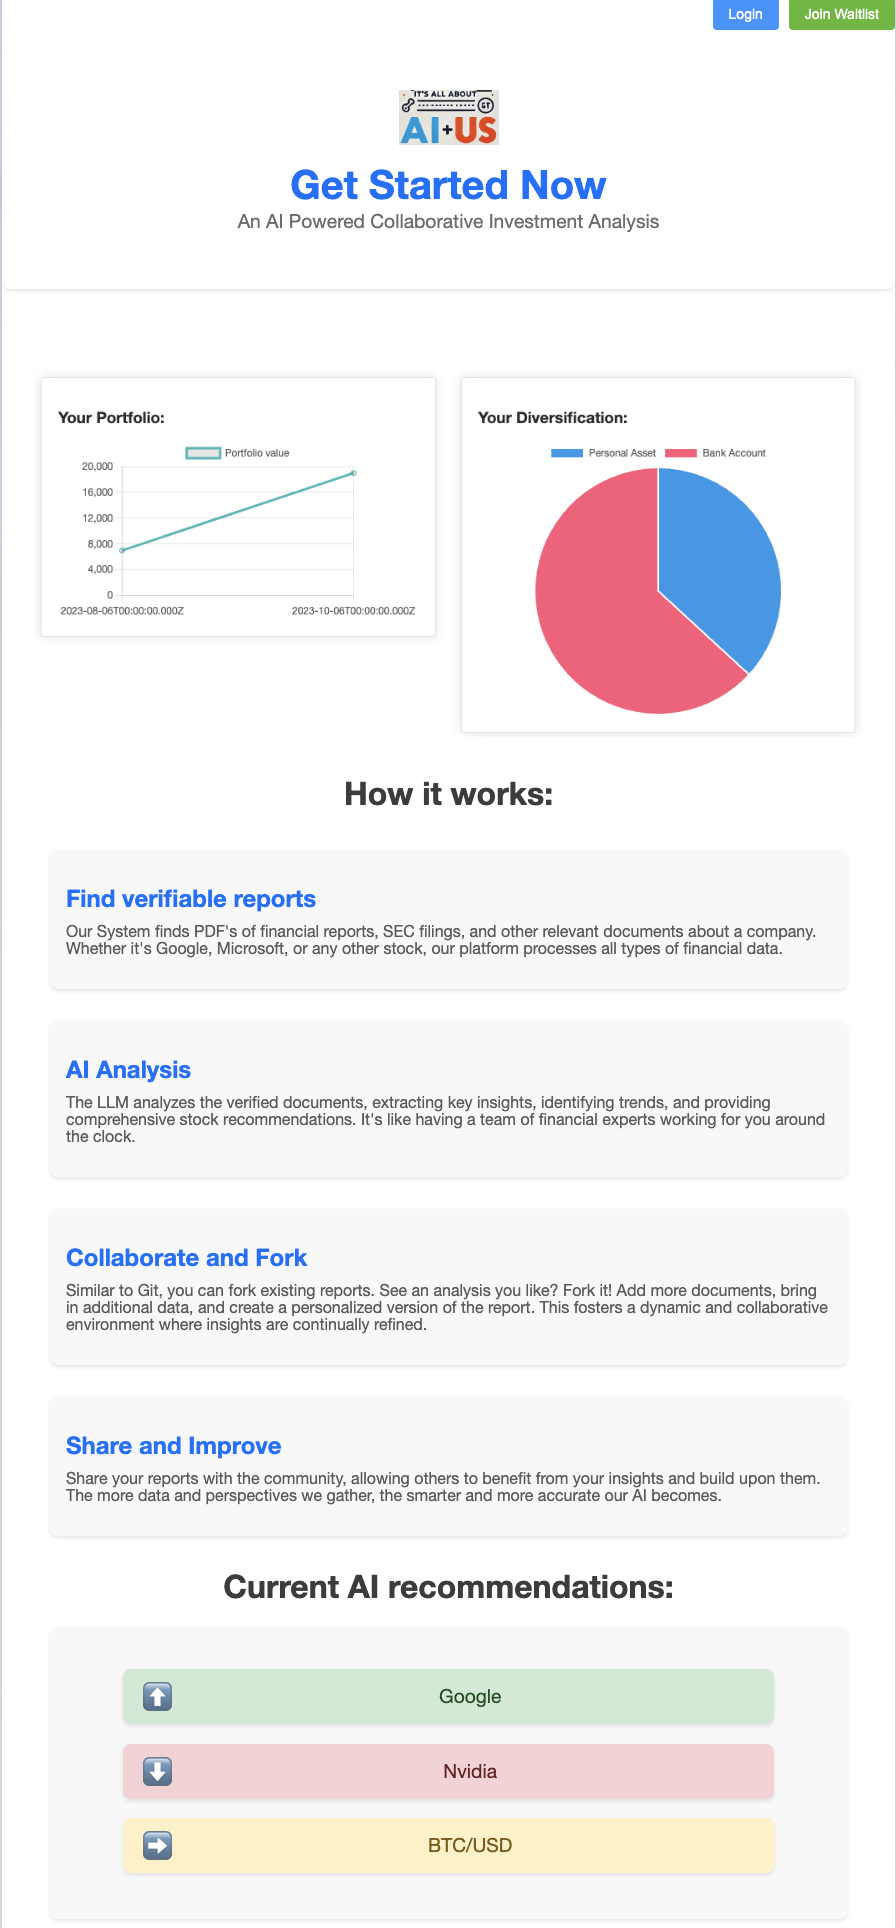 Login
Join Waitlist
IT'S ALL ABOUT
GT
AI+US
Get Started Now
An AI Powered Collaborative Investment Analysis
Your Portfolio:
Portfolio value
20,000
16,000
12,000
8,000
4,000
0
2023-08-06T00:00:00.000Z
2023-10-06T00:00:00.000Z
Your Diversification:
Personal Asset
Bank Account
How it works:
Find verifiable reports
Our System finds PDF's of financial reports, SEC filings, and other relevant documents about a company.
Whether it's Google, Microsoft, or any other stock, our platform processes all types of financial data.
AI Analysis
The LLM analyzes the verified documents, extracting key insights, identifying trends, and providing
comprehensive stock recommendations. It's like having a team of financial experts working for you around
the clock.
Collaborate and Fork
Similar to Git, you can fork existing reports. See an analysis you like? Fork it! Add more documents, bring
in additional data, and create a personalized version of the report. This fosters a dynamic and collaborative
environment where insights are continually refined.
Share and Improve
Share your reports with the community, allowing others to benefit from your insights and build upon them.
The more data and perspectives we gather, the smarter and more accurate our AI becomes.
Current AI recommendations:
Google
Nvidia
BTC/USD